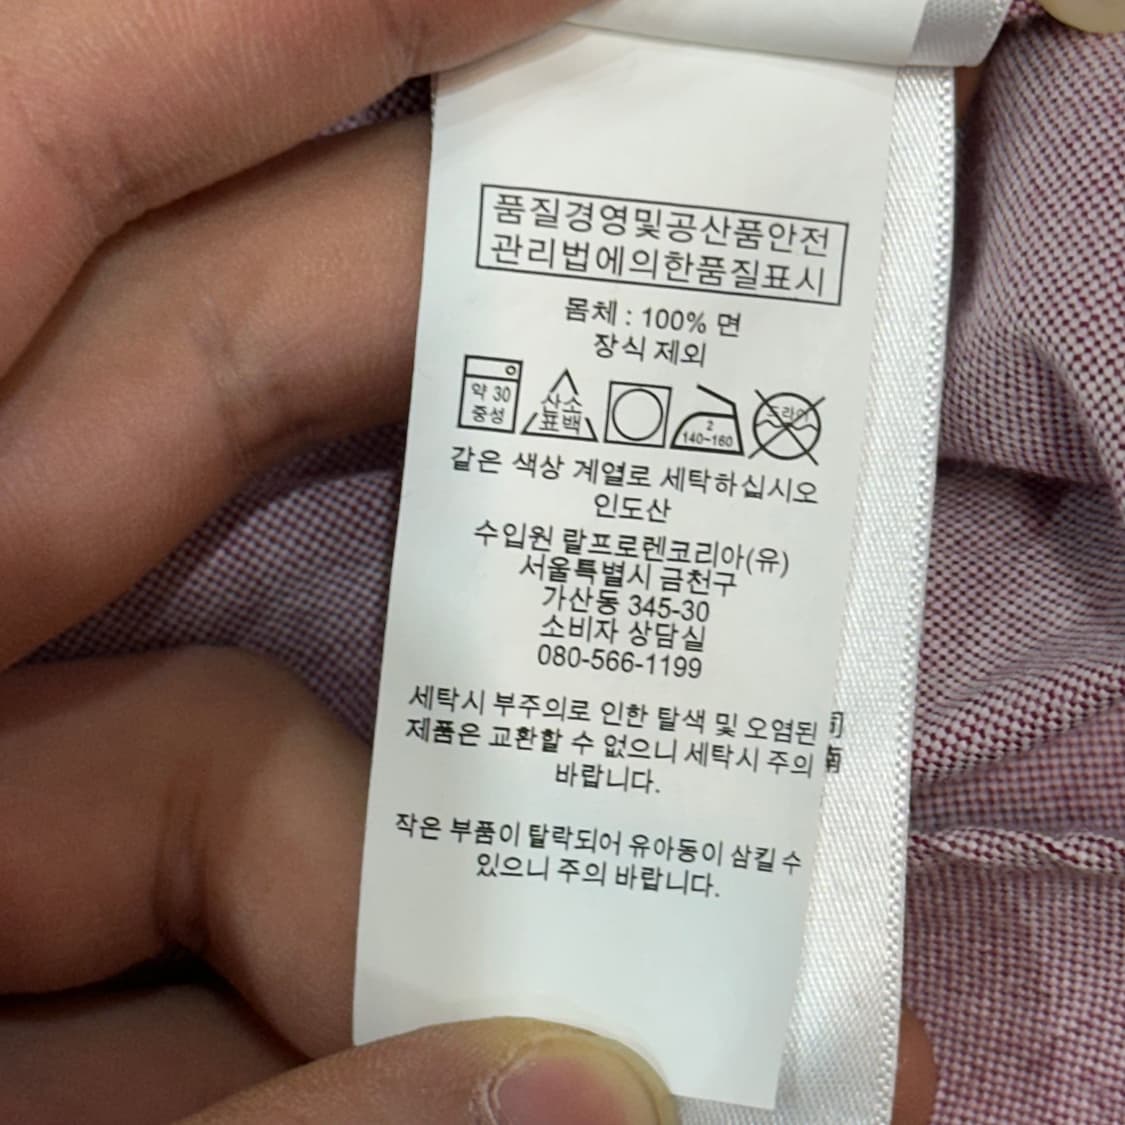 품질경영및공산품안전
관리법에의한품질표시
몸체 : 100% 면
장식 제외
약 30
중성
산소
표백
2
140~160
드라이
같은 색상 계열로 세탁하십시오
인도산
수입원 랄프로렌코리아(유)
서울특별시 금천구
가산동 345-30
소비자 상담실
080-566-1199
세탁시 부주의로 인한 탈색 및 오염된
제품은 교환할 수 없으니 세탁시 주의
바랍니다.
작은 부품이 탈락되어 유아동이 삼킬 수
있으니 주의 바랍니다.